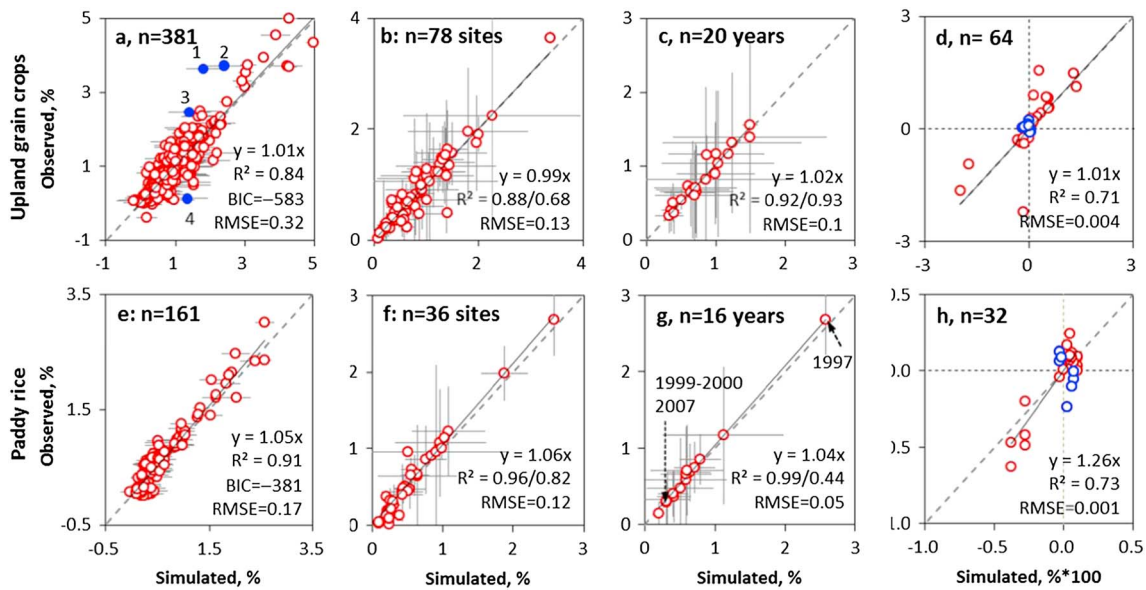 Upland grain crops
Observed, %
5
3
1
-1
-1
1
3
5
a, n=381
1
2
3
4
y = 1.01x
R² = 0.84
BIC=−583
RMSE=0.32
4
2
0
0
2
4
b: n=78 sites
y = 0.99x
R² = 0.88/0.68
RMSE=0.13
3
2
1
0
0
1
2
3
c, n=20 years
y = 1.02x
R² = 0.92/0.93
RMSE=0.1
3
0
-3
-3
0
3
d, n= 64
y = 1.01x
R² = 0.71
RMSE=0.004
Paddy rice
Observed, %
3.5
1.5
-0.5
-0.5
1.5
3.5
e: n=161
y = 1.05x
R² = 0.91
BIC=−381
RMSE=0.17
Simulated, %
3
2
1
0
0
1
2
3
f: n=36 sites
y = 1.06x
R² = 0.96/0.82
RMSE=0.12
Simulated, %
3
2
1
0
0
1
2
3
g, n=16 years
1997
1999-2000
2007
y = 1.04x
R² = 0.99/0.44
RMSE=0.05
Simulated, %
0.5
0.0
0.5
1.0
-1.0
-0.5
0.0
0.5
h, n=32
y = 1.26x
R² = 0.73
RMSE=0.001
Simulated, %*100